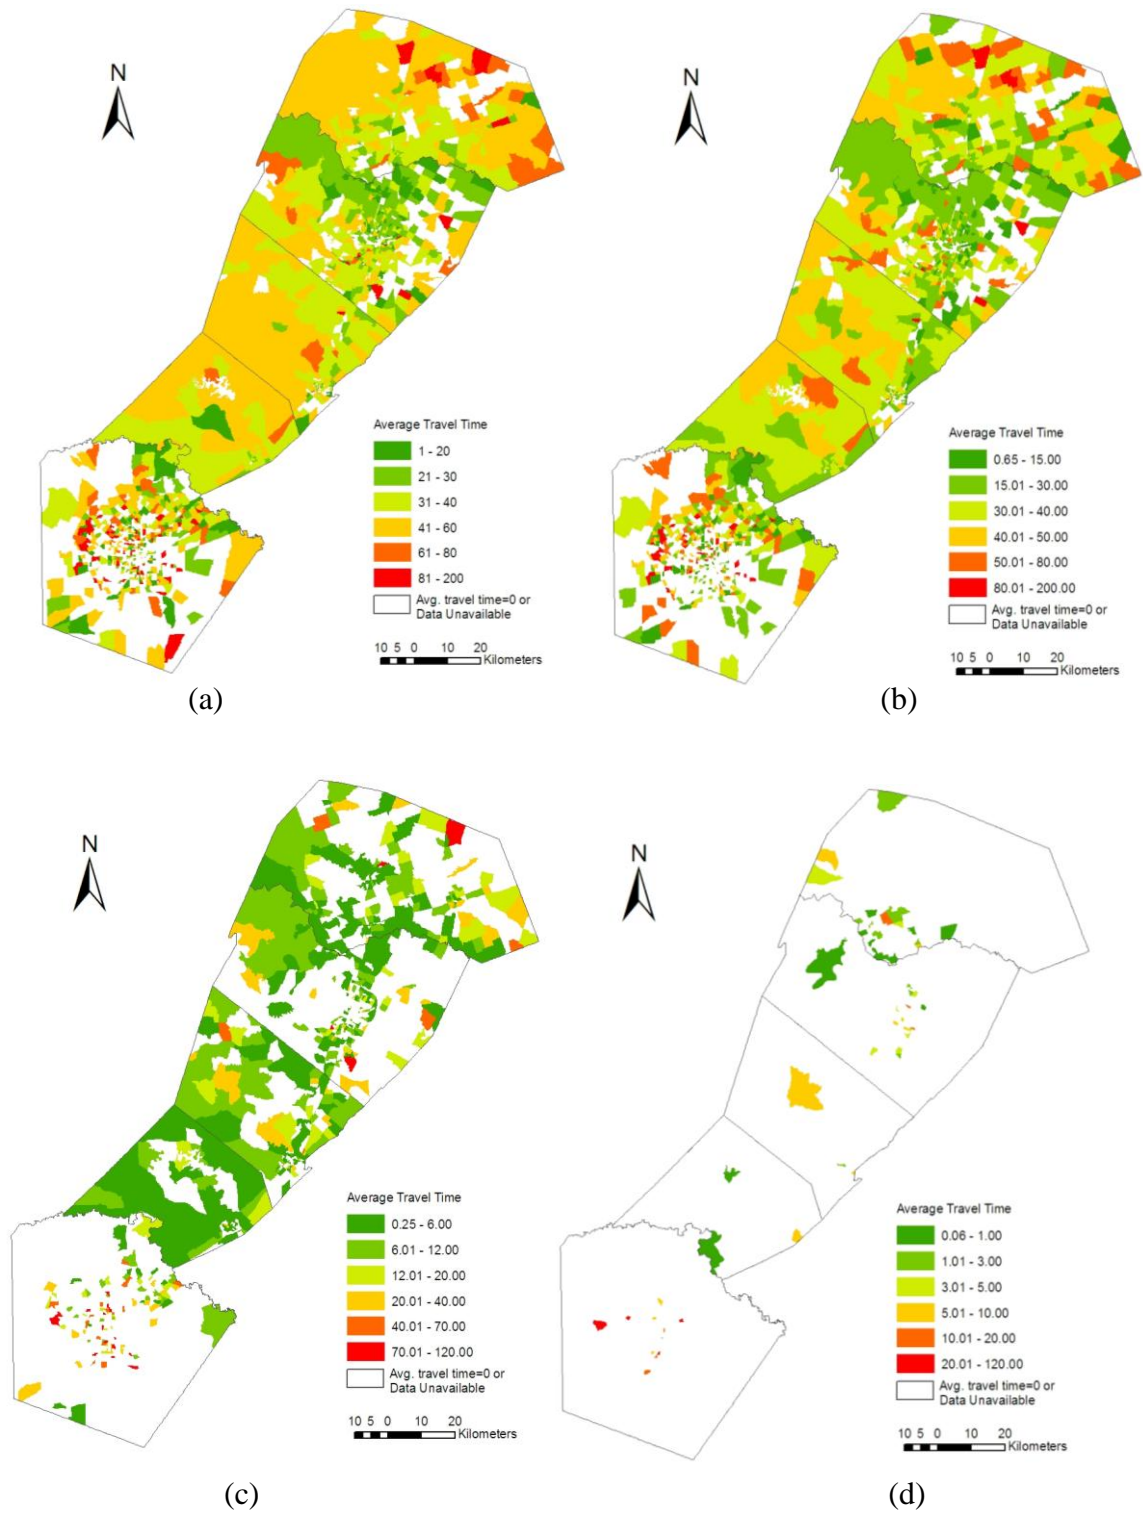 N
Average Travel Time
1 - 20
21 - 30
31 - 40
41 - 60
61 - 80
81 - 200
Avg. travel time=0 or
Data Unavailable
10 5 0 10 20
Kilometers
(a)
N
Average Travel Time
0.65 - 15.00
15.01 - 30.00
30.01 - 40.00
40.01 - 50.00
50.01 - 80.00
80.01 - 200.00
Avg. travel time=0 or
Data Unavailable
10 5 0 10 20
Kilometers
(b)
N
Average Travel Time
0.25 - 6.00
6.01 - 12.00
12.01 - 20.00
20.01 - 40.00
40.01 - 70.00
70.01 - 120.00
Avg. travel time=0 or
Data Unavailable
10 5 0 10 20
Kilometers
(c)
N
Average Travel Time
0.06 - 1.00
1.01 - 3.00
3.01 - 5.00
5.01 - 10.00
10.01 - 20.00
20.01 - 120.00
Avg. travel time=0 or
Data Unavailable
10 5 0 10 20
Kilometers
(d)